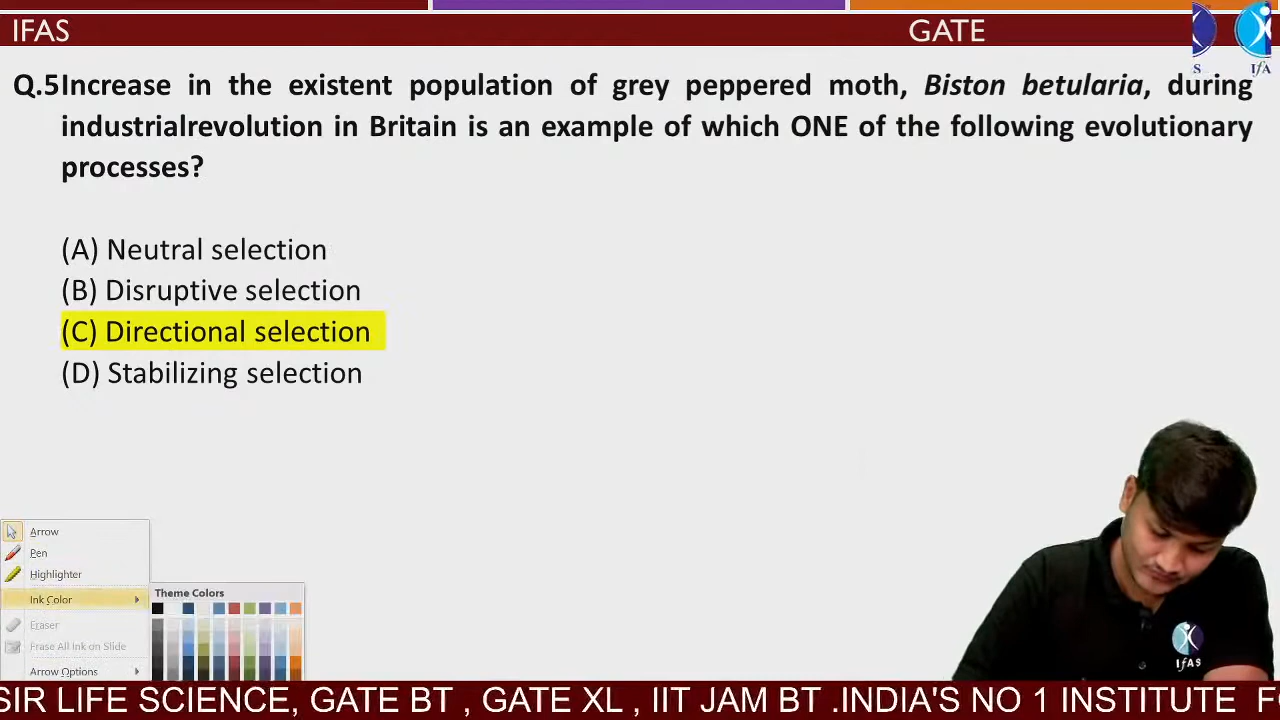 IFAS GATE
S IfA
Q.5Increase in the existent population of grey peppered moth, Biston betularia, during
industrialrevolution in Britain is an example of which ONE of the following evolutionary
processes?
(A) Neutral selection
(B) Disruptive selection
(C) Directional selection
(D) Stabilizing selection
Arrow
Pen
Highlighter
Ink Color
Theme Colors
Eraser
Erase All Ink on Slide
Arrow Options
IfAS
SIR LIFE SCIENCE, GATE BT , GATE XL , IIT JAM BT .INDIA'S NO 1 INSTITUTE F